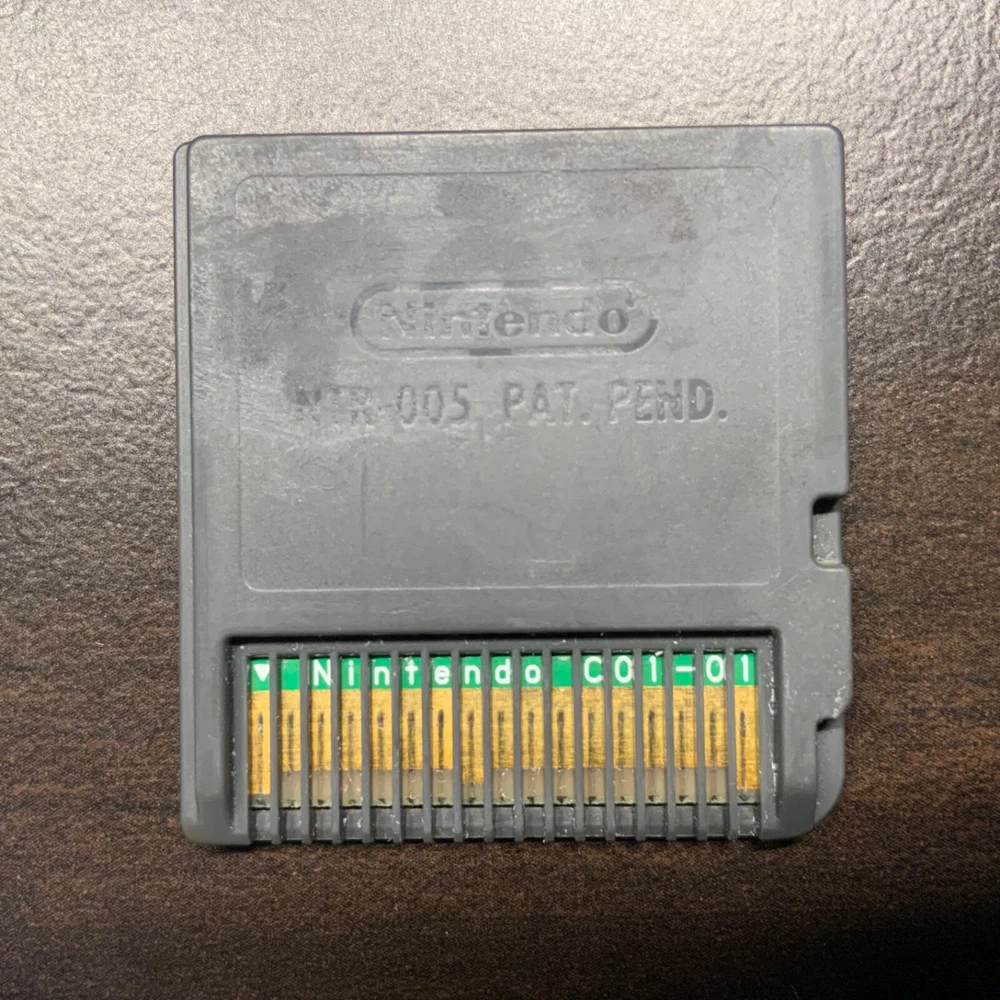 Nintendo
NTR-005 PAT. PEND.
Nintendo C01-01